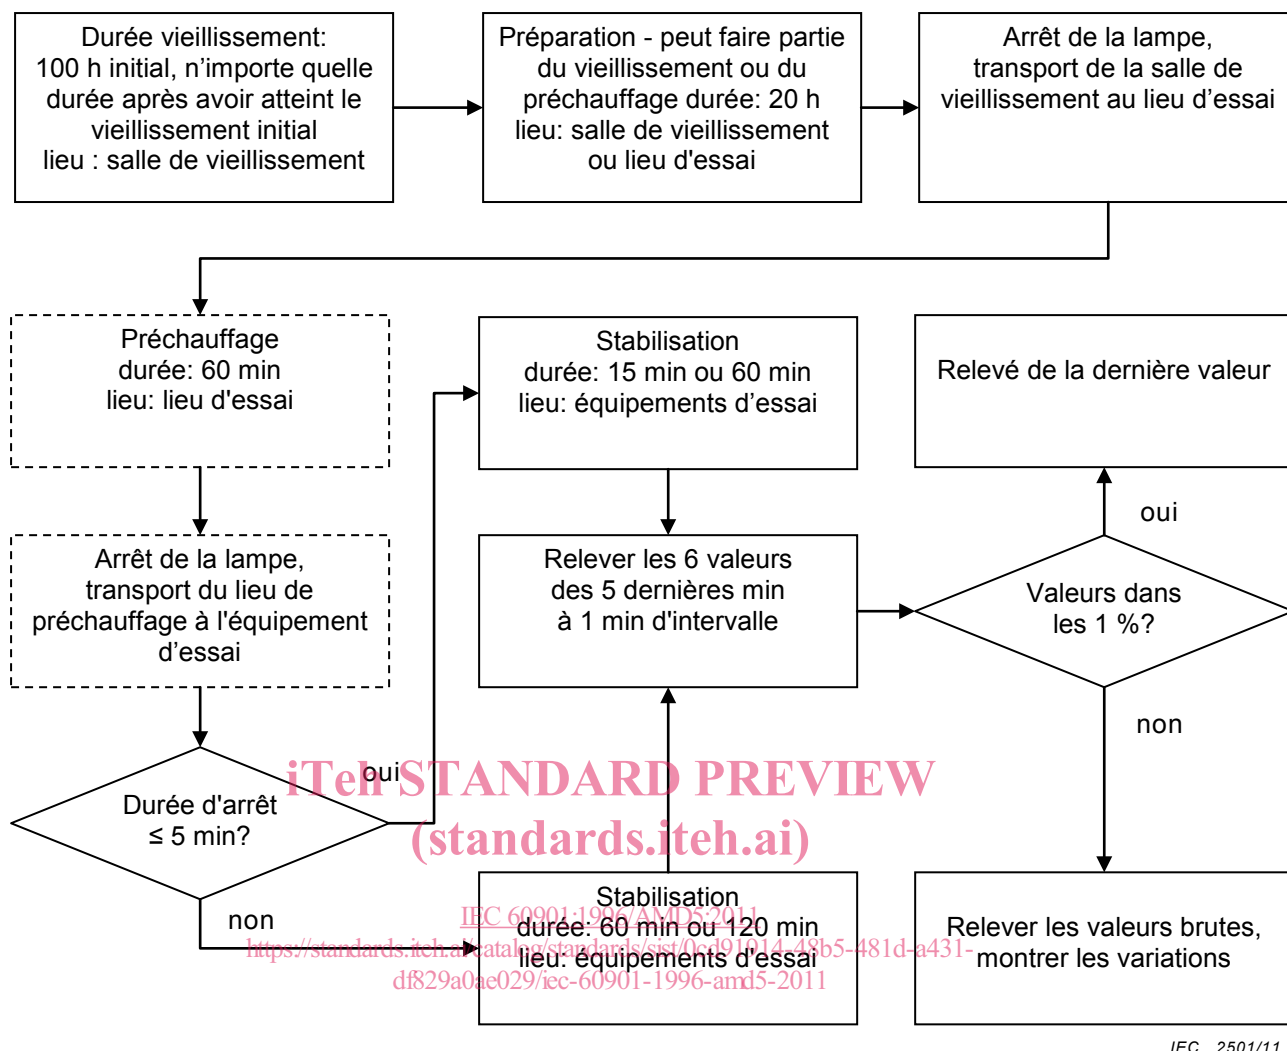 Durée vieillissement:
100 h initial, n'importe quelle
durée après avoir atteint le
vieillissement initial
lieu : salle de vieillissement
Préparation - peut faire partie
du vieillissement ou du
préchauffage durée: 20 h
lieu: salle de vieillissement
ou lieu d'essai
Arrêt de la lampe,
transport de la salle de
vieillissement au lieu d'essai
Préchauffage
durée: 60 min
lieu: lieu d'essai
Stabilisation
durée: 15 min ou 60 min
lieu: équipements d'essai
Relevé de la dernière valeur
oui
Arrêt de la lampe,
transport du lieu de
préchauffage à l'équipement
d'essai
Relever les 6 valeurs
des 5 dernières min
à 1 min d'intervalle
Valeurs dans
les 1 %?
non
oui
iTeh STANDARD PREVIEW
(standards.iteh.ai)
Durée d'arrêt
≤ 5 min?
non
Stabilisation
durée: 60 min ou 120 min
lieu: équipements d'essai
IEC 60901:1996/AMD5:2011
https://standards.iteh.ai/catalog/standards/sist/0cd91914-48b5-481d-a431-
df829a0ae029/iec-60901-1996-amd5-2011
Relever les valeurs brutes,
montrer les variations
IEC 2501/11